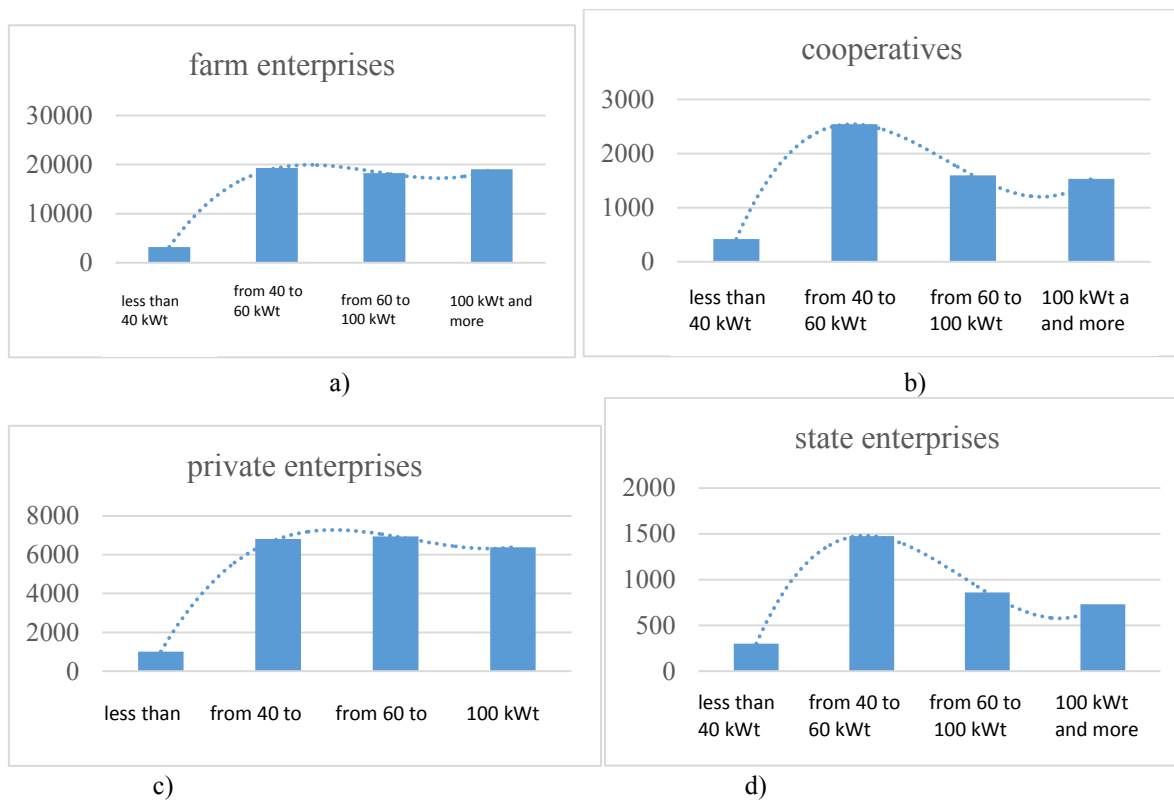 farm enterprises
30000
20000
10000
0
less than
40 kWt
from 40 to
60 kWt
from 60 to
100 kWt
100 kWt and
more
a)
cooperatives
3000
2000
1000
0
less than
40 kWt
from 40 to
60 kWt
from 60 to
100 kWt
100 kWt a
and more
b)
private enterprises
8000
6000
4000
2000
0
less than
from 40 to
from 60 to
100 kWt
c)
state enterprises
2000
1500
1000
500
0
less than
40 kWt
from 40 to
60 kWt
from 60 to
100 kWt
100 kWt
and more
d)